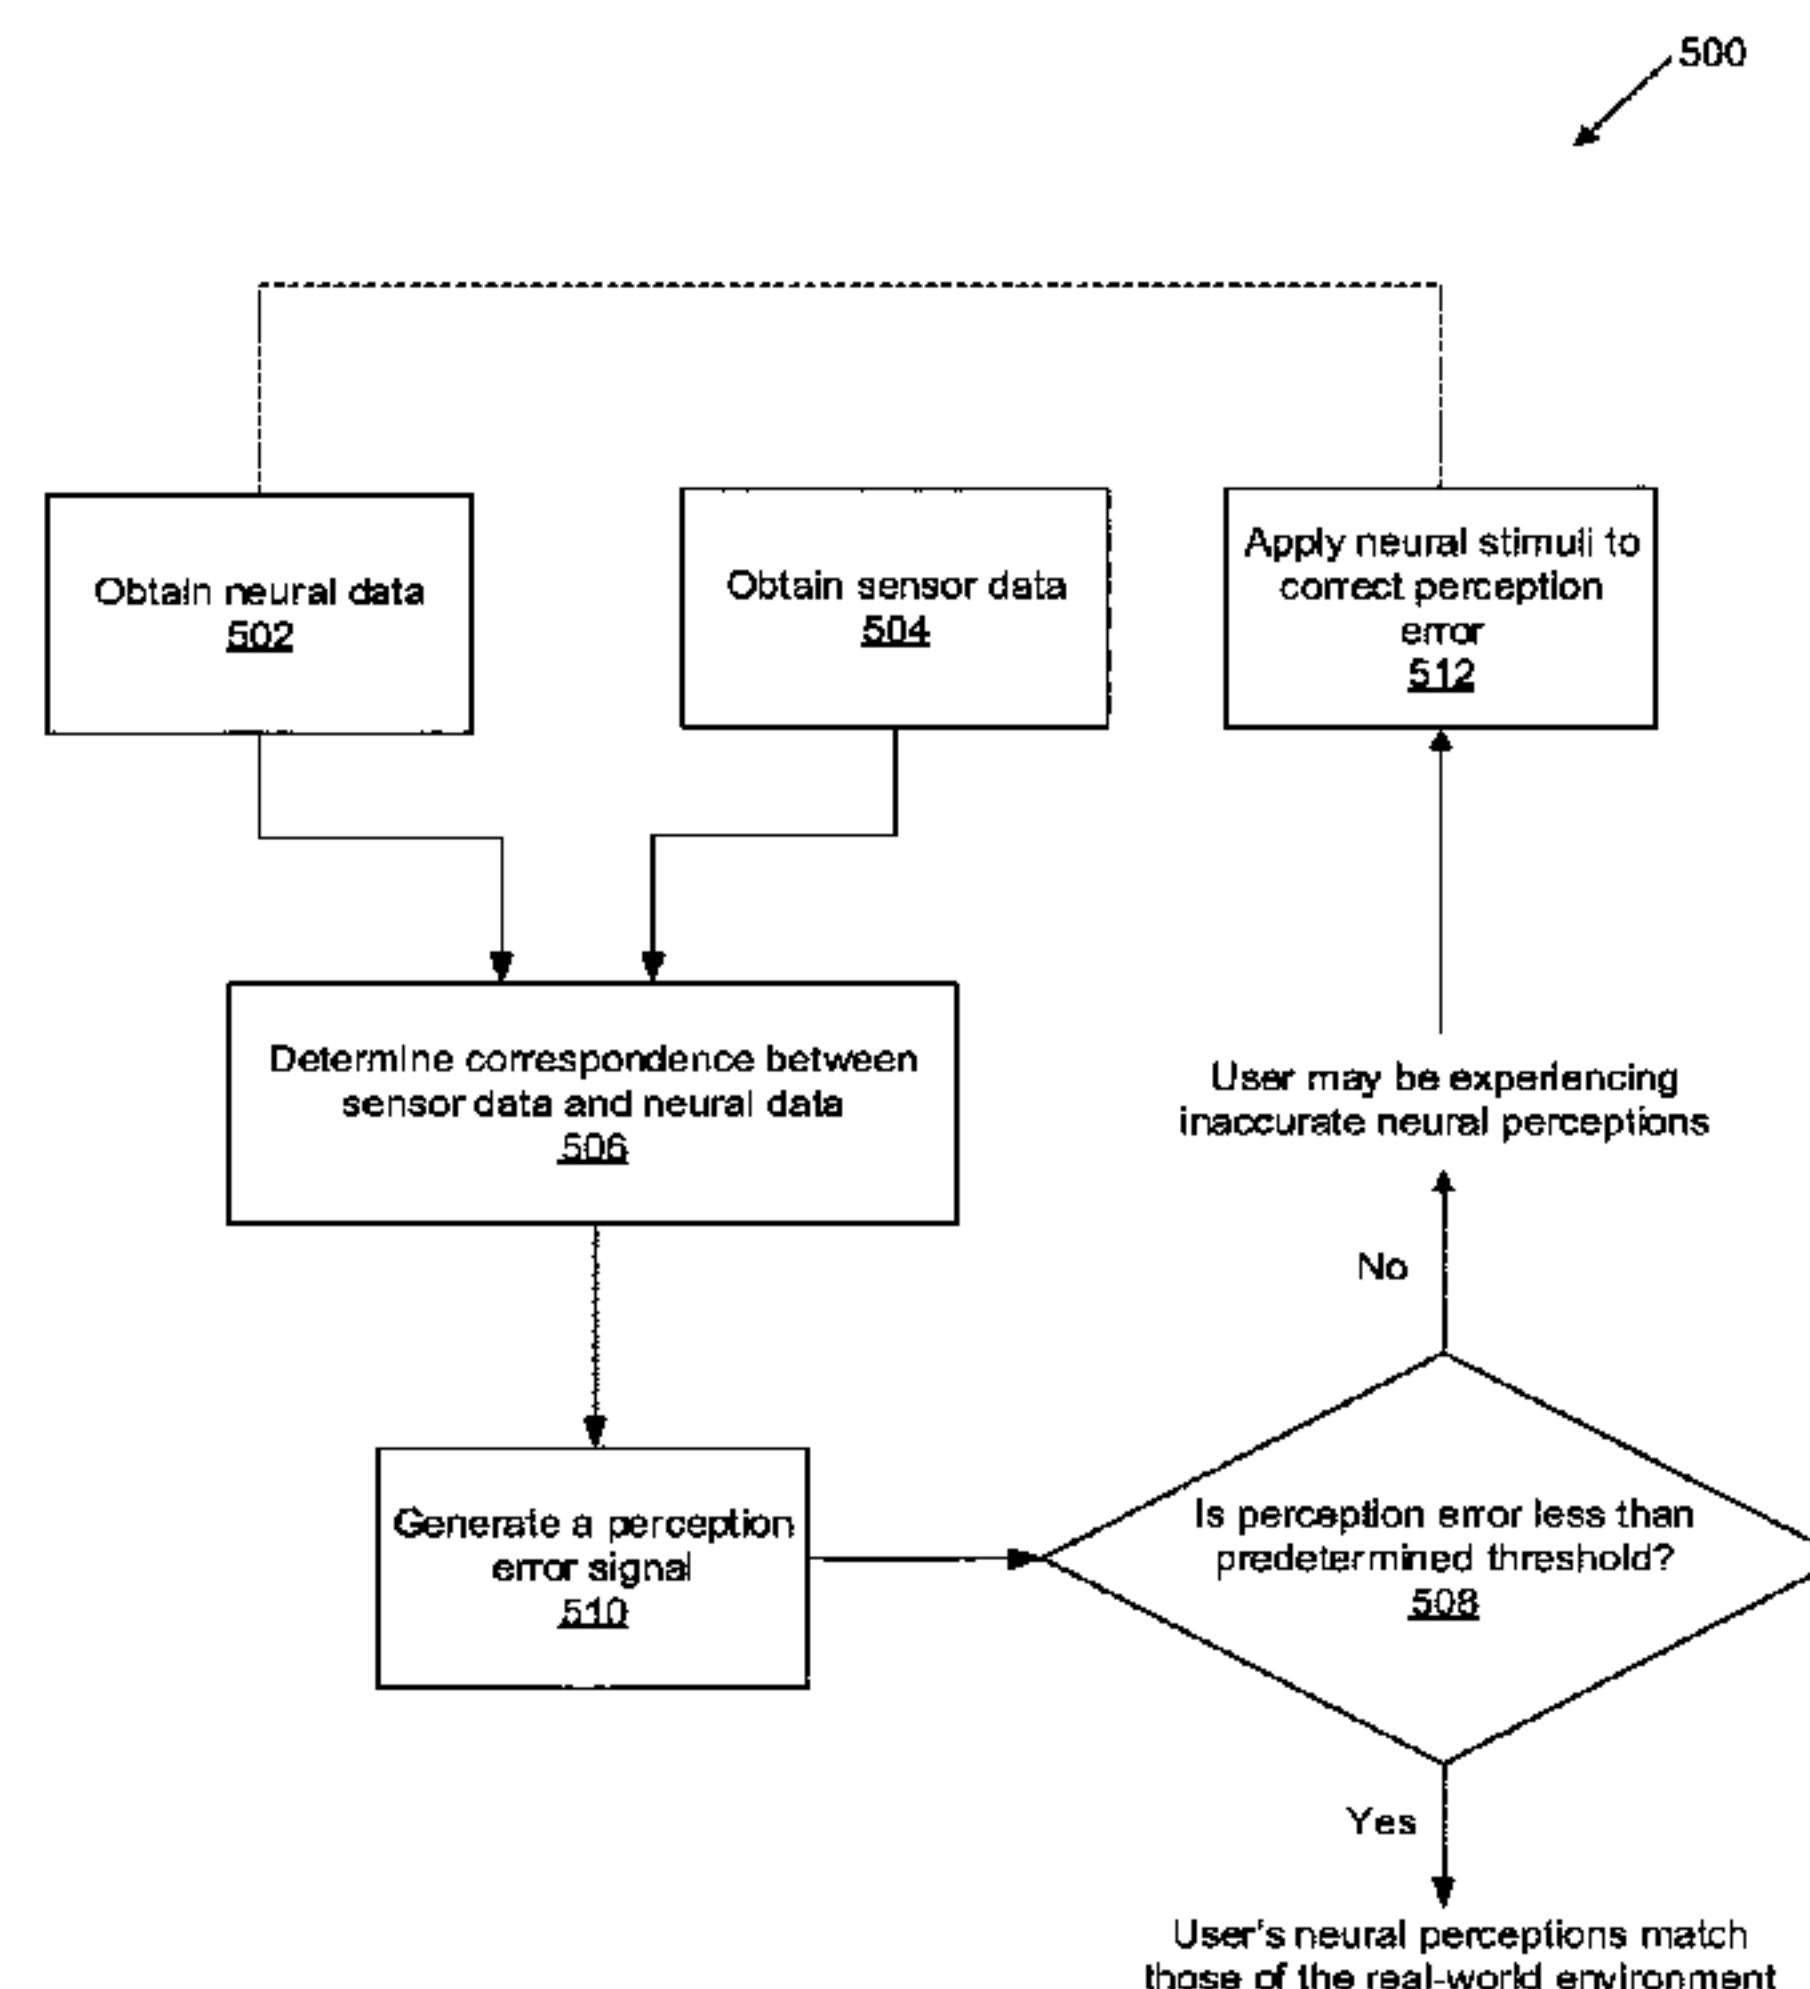 500
Obtain neural data
502
Obtain sensor data
504
Apply neural stimuli to
correct perception
error
512
Determine correspondence between
sensor data and neural data
506
User may be experiencing
inaccurate neural perceptions
No
Generate a perception
error signal
510
Is perception error less than
predetermined threshold?
508
Yes
User's neural perceptions match
those of the real-world environment